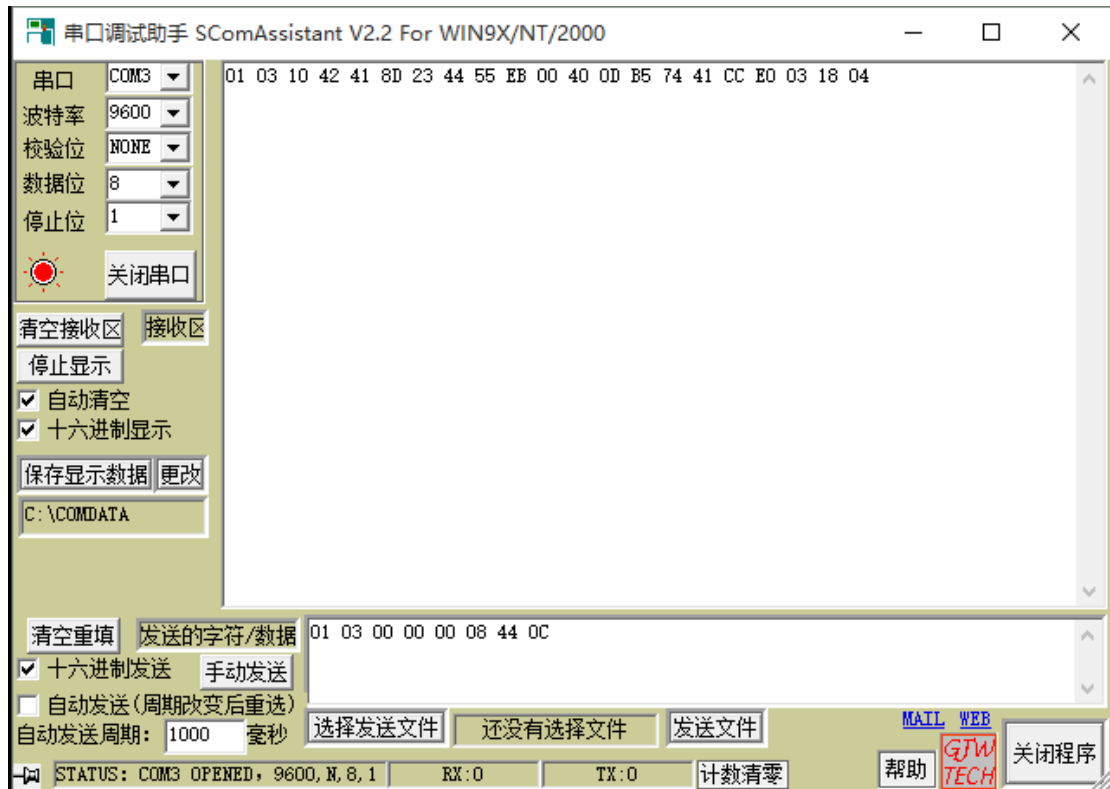 串口调试助手 SComAssistant V2.2 For WIN9X/NT/2000
串口 COM3
波特率 9600
校验位 NONE
数据位 8
停止位 1
关闭串口
01 03 10 42 41 8D 23 44 55 EB 00 40 0D B5 74 41 CC E0 03 18 04
清空接收区 接收区
停止显示
自动清空
十六进制显示
保存显示数据 更改
C:\COMDATA
清空重填 发送的字符/数据
01 03 00 00 00 08 44 0C
十六进制发送 手动发送
自动发送(周期改变后重选)
自动发送周期: 1000 毫秒
选择发送文件 还没有选择文件 发送文件
MAIL WEB
帮助 GJW TECH 关闭程序
STATUS: COM3 OPENED, 9600,N,8,1 RX:0 TX:0 计数清零